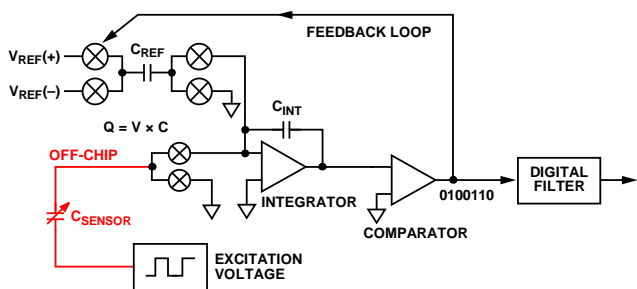 FEEDBACK LOOP
VREF(+)
CREF
VREF(–)
CINT
Q = V × C
OFF-CHIP
DIGITAL
FILTER
INTEGRATOR
0100110
CSENSOR
COMPARATOR
EXCITATION
VOLTAGE